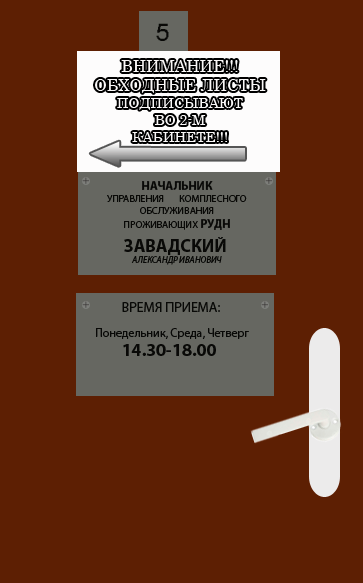 5
ВНИМАНИЕ!!!
ОБХОДНЫЕ ЛИСТЫ
ПОДПИСЫВАЮТ
ВО 2-М
КАБИНЕТЕ!!!
НАЧАЛЬНИК
УПРАВЛЕНИЯ КОМПЛЕСНОГО
ОБСЛУЖИВАНИЯ
ПРОЖИВАЮЩИХ РУДН
ЗАВАДСКИЙ
АЛЕКСАНДР ИВАНОВИЧ
ВРЕМЯ ПРИЕМА:
Понедельник, Среда, Четверг
14.30-18.00